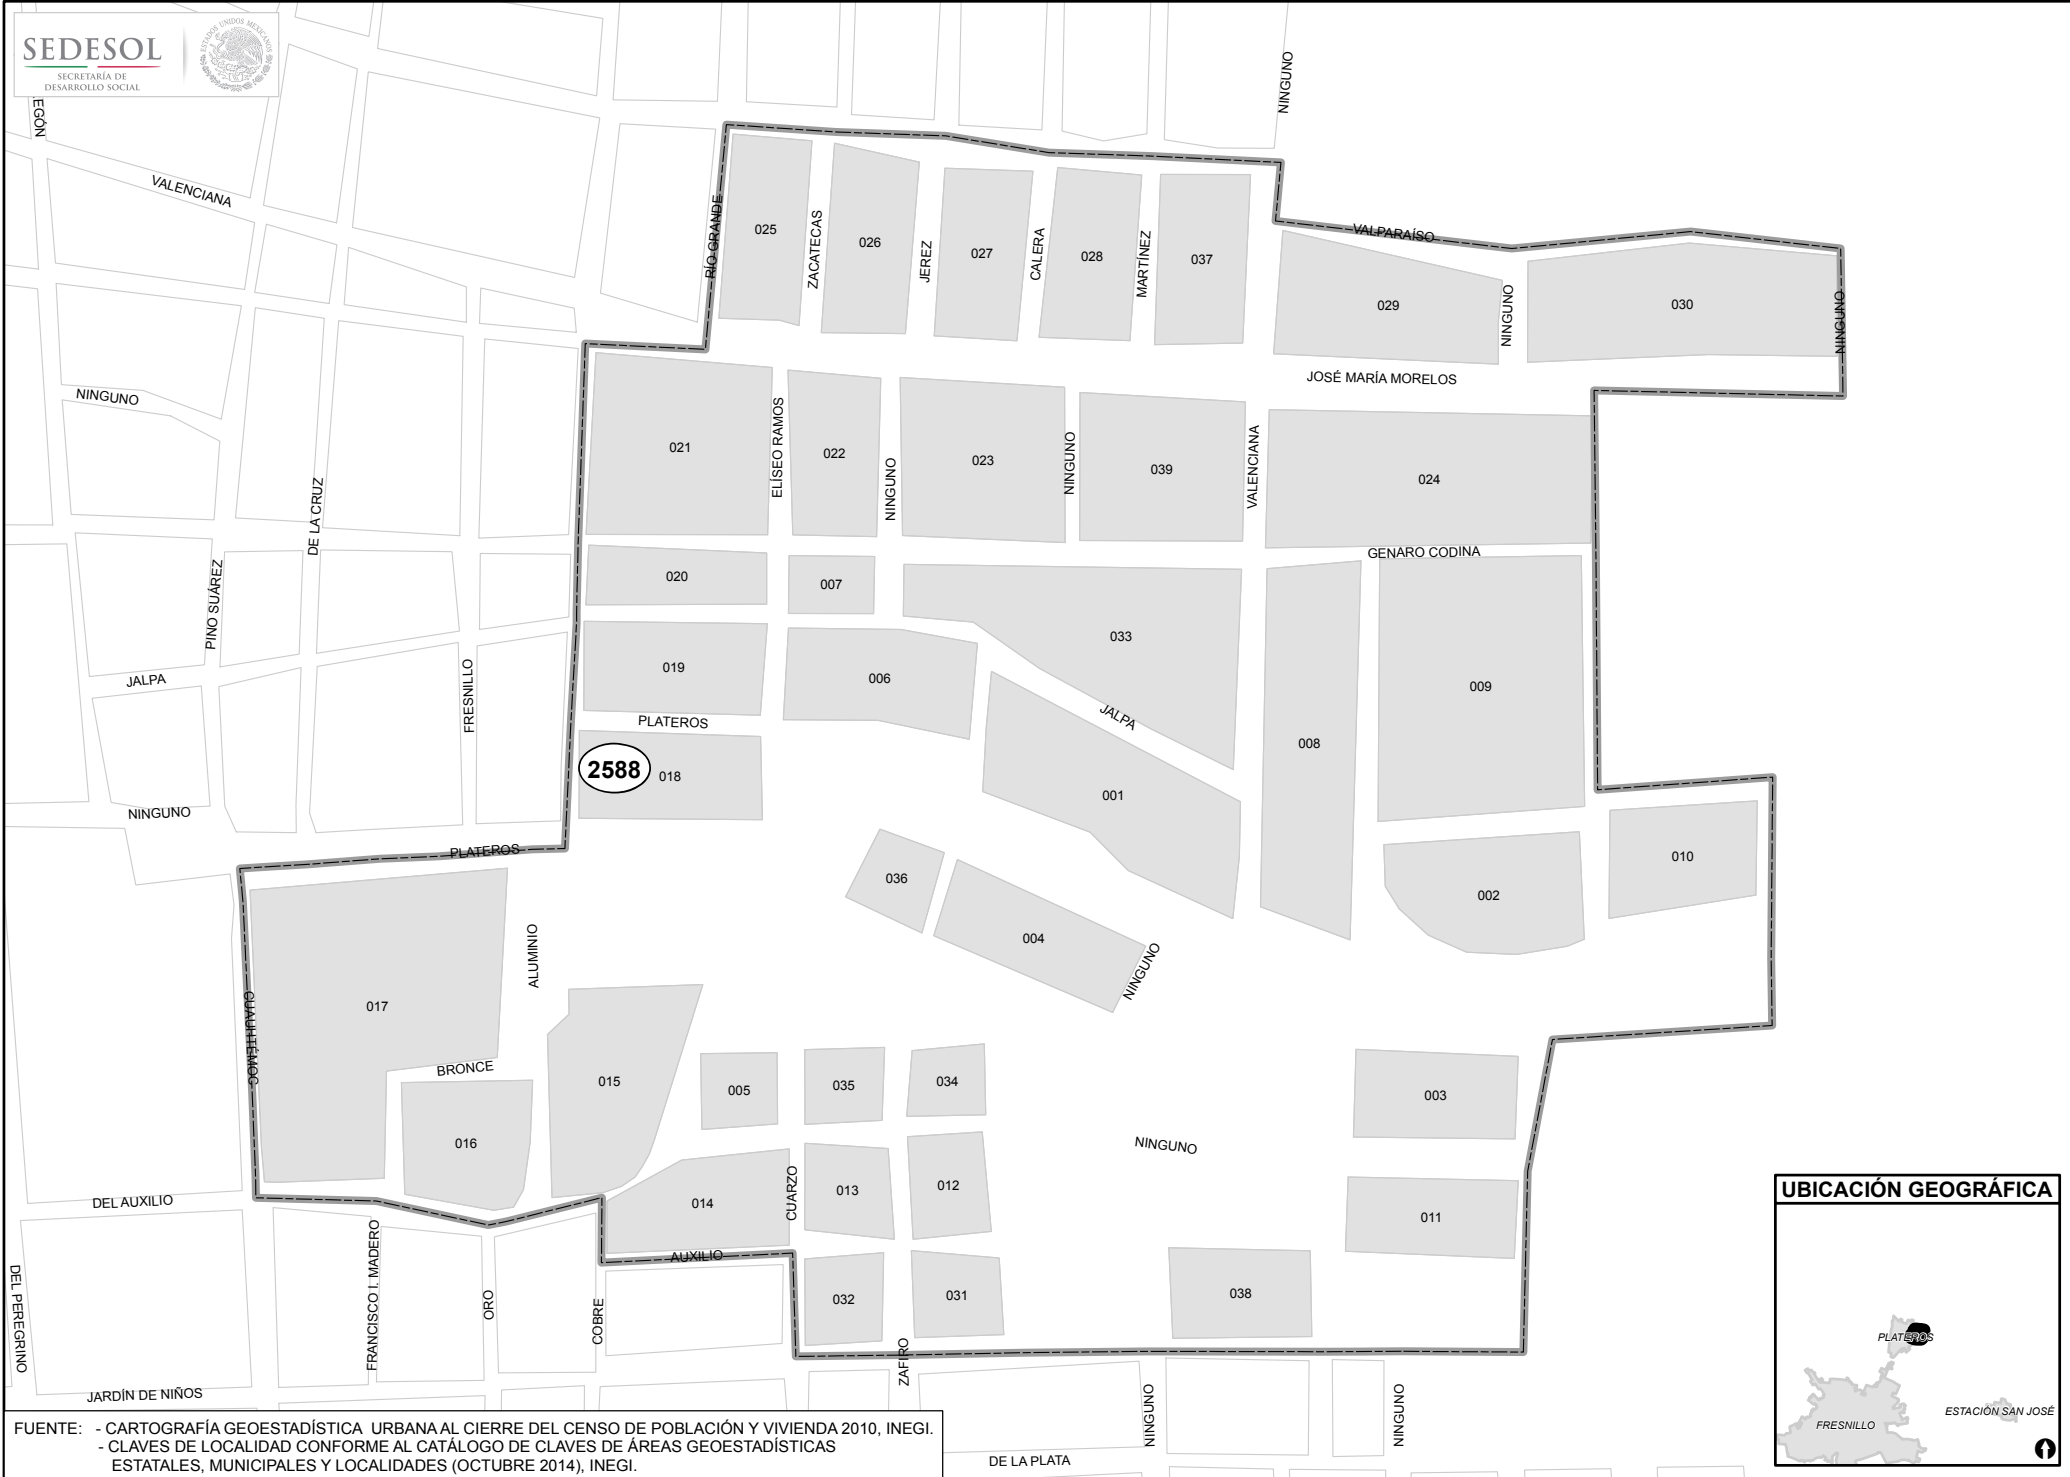 SEDESOL
SECRETARÍA DE
DESARROLLO SOCIAL
ESTADOS UNIDOS MEXICANOS
EGÓN
NINGUNO
VALENCIANA
RÍO GRANDE
025
ZACATECAS
026
JEREZ
027
CALERA
028
MARTÍNEZ
037
VALPARAÍSO
029
NINGUNO
030
NINGUNO
JOSÉ MARÍA MORELOS
NINGUNO
021
ELÍSEO RAMOS
022
NINGUNO
023
NINGUNO
039
VALENCIANA
024
DE LA CRUZ
GENARO CODINA
PINO SUÁREZ
020
007
033
JALPA
FRESNILLO
019
006
009
PLATEROS
JALPA
008
2588
018
001
NINGUNO
PLATEROS
036
002
010
004
NINGUNO
ALUMINIO
017
CUAUHTÉMOC
BRONCE
015
005
035
034
003
016
NINGUNO
014
CUARZO
013
012
011
DEL AUXILIO
AUXILIO
DEL PEREGRINO
FRANCISCO I. MADERO
ORO
COBRE
032
031
038
ZAFIRO
JARDÍN DE NIÑOS
NINGUNO
NINGUNO
DE LA PLATA
UBICACIÓN GEOGRÁFICA
PLATEROS
FRESNILLO
ESTACIÓN SAN JOSÉ
FUENTE: - CARTOGRAFÍA GEOESTADÍSTICA URBANA AL CIERRE DEL CENSO DE POBLACIÓN Y VIVIENDA 2010, INEGI.
- CLAVES DE LOCALIDAD CONFORME AL CATÁLOGO DE CLAVES DE ÁREAS GEOESTADÍSTICAS
ESTATALES, MUNICIPALES Y LOCALIDADES (OCTUBRE 2014), INEGI.